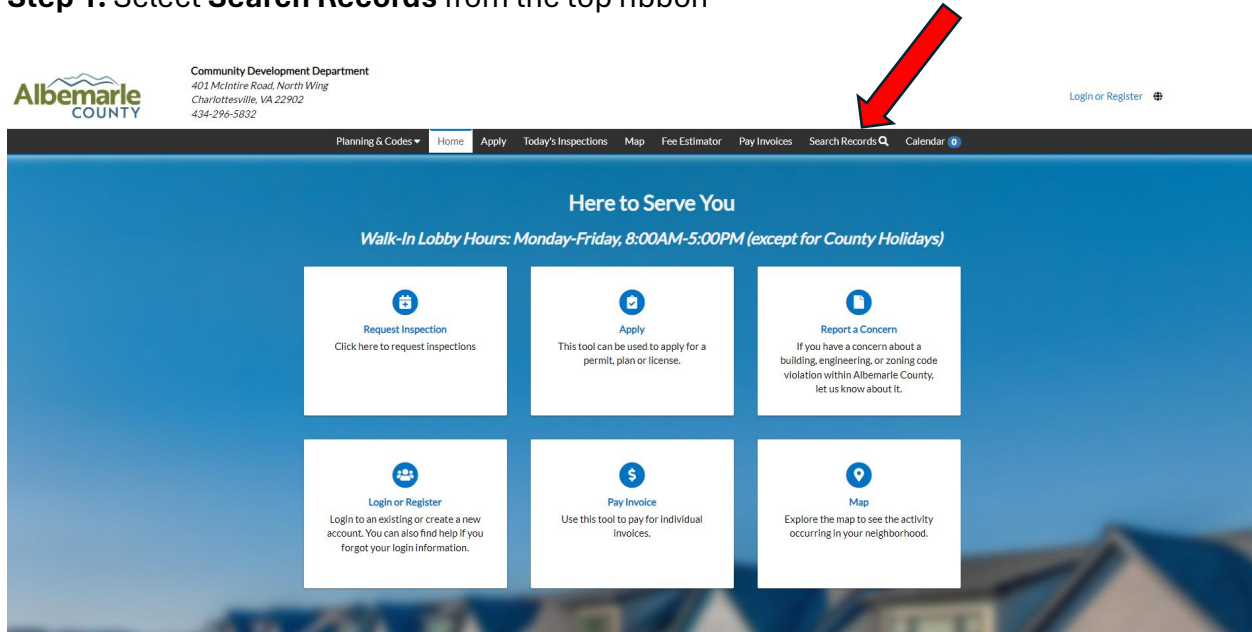 Step 1: Select Search Records from the top ribbon
Albemarle
COUNTY
Community Development Department
401 McIntire Road, North Wing
Charlottesville, VA 22902
434-296-5832
Login or Register
Planning & Codes Home Apply Today's Inspections Map Fee Estimator Pay Invoices Search Records Calendar 0
Here to Serve You
Walk-In Lobby Hours: Monday-Friday, 8:00AM-5:00PM (except for County Holidays)
Request Inspection
Click here to request inspections
Apply
This tool can be used to apply for a
permit, plan or license.
Report a Concern
If you have a concern about a
building, engineering, or zoning code
violation within Albemarle County,
let us know about it.
Login or Register
Login to an existing or create a new
account. You can also find help if you
forgot your login information.
Pay Invoice
Use this tool to pay for individual
invoices.
Map
Explore the map to see the activity
occurring in your neighborhood.